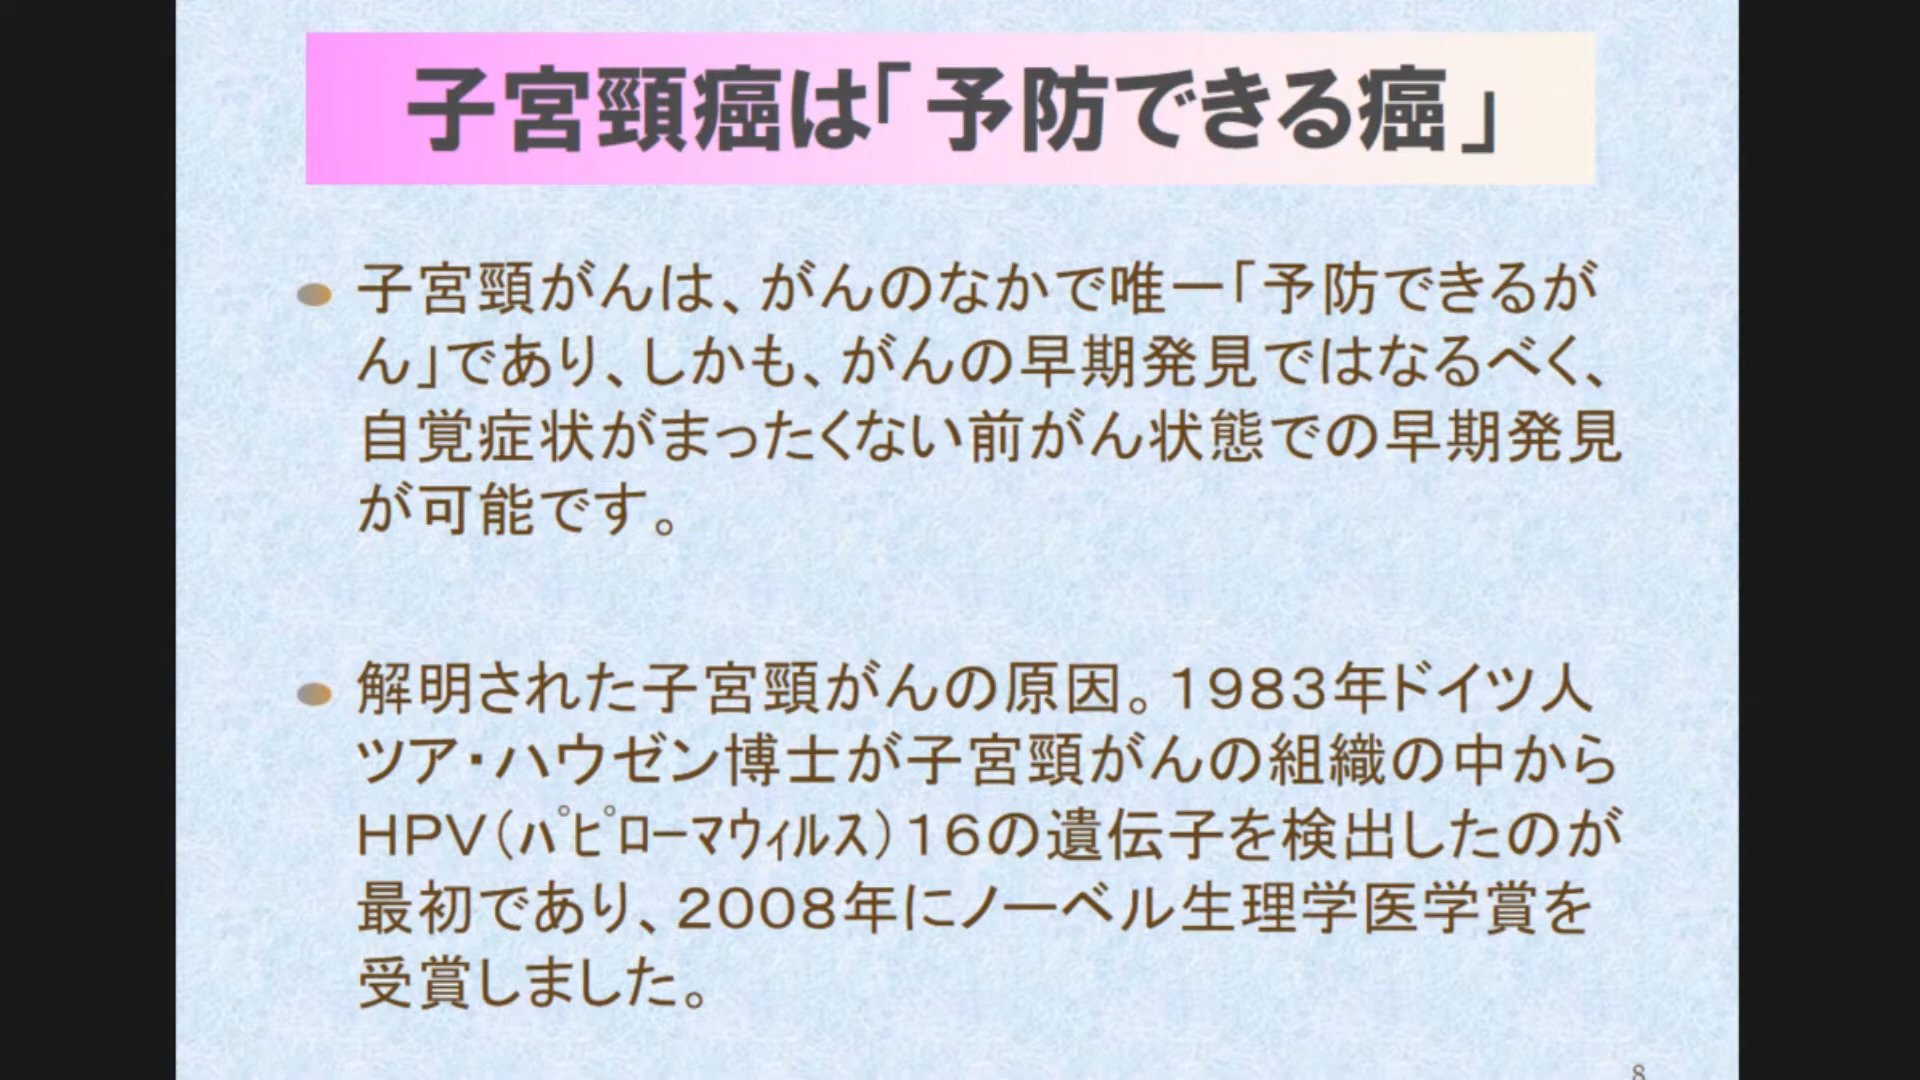 子宮頸癌は「予防できる癌」
子宮頸がんは、がんのなかで唯一「予防できるが
ん」であり、しかも、がんの早期発見ではなるべく、
自覚症状がまったくない前がん状態での早期発見
が可能です。
解明された子宮頸がんの原因。1983年ドイツ人
ツア・ハウゼン博士が子宮頸がんの組織の中から
HPV(ﾊﾟﾋﾟﾛｰﾏｳｨﾙｽ)16の遺伝子を検出したのが
最初であり、2008年にノーベル生理学医学賞を
受賞しました。
8